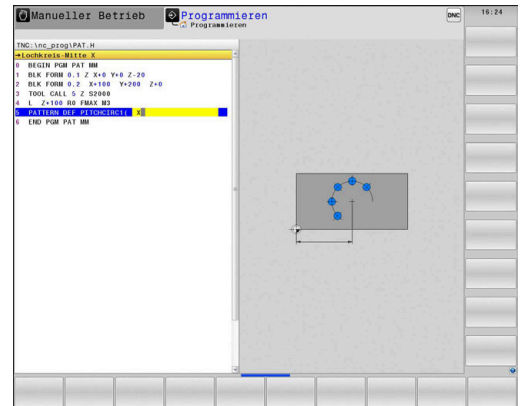 Manueller Betrieb
Programmieren
Programmieren
DNC
16:24
TNC:\nc_prog\PAT.H
→Lochkreis-Mitte X
0 BEGIN PGM PAT MM
1 BLK FORM 0.1 Z X+0 Y+0 Z-20
2 BLK FORM 0.2 X+100 Y+200 Z+0
3 TOOL CALL 5 Z S2000
4 L Z+100 R0 FMAX M3
5 PATTERN DEF PITCHCIRC1( X
6 END PGM PAT MM